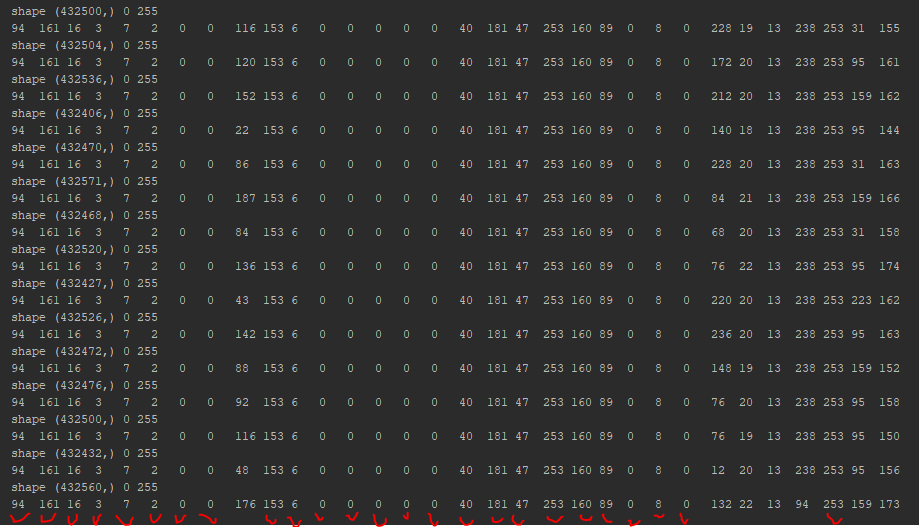 shape (432500,) 0 255
94 161 16 3 7 2 0 0 116 153 6 0 0 0 0 0 40 181 47 253 160 89 0 8 0 228 19 13 238 253 31 155
shape (432504,) 0 255
94 161 16 3 7 2 0 0 120 153 6 0 0 0 0 0 40 181 47 253 160 89 0 8 0 172 20 13 238 253 95 161
shape (432536,) 0 255
94 161 16 3 7 2 0 0 152 153 6 0 0 0 0 0 40 181 47 253 160 89 0 8 0 212 20 13 238 253 159 162
shape (432406,) 0 255
94 161 16 3 7 2 0 0 22 153 6 0 0 0 0 0 40 181 47 253 160 89 0 8 0 140 18 13 238 253 95 144
shape (432470,) 0 255
94 161 16 3 7 2 0 0 86 153 6 0 0 0 0 0 40 181 47 253 160 89 0 8 0 228 20 13 238 253 31 163
shape (432571,) 0 255
94 161 16 3 7 2 0 0 187 153 6 0 0 0 0 0 40 181 47 253 160 89 0 8 0 84 21 13 238 253 159 166
shape (432468,) 0 255
94 161 16 3 7 2 0 0 84 153 6 0 0 0 0 0 40 181 47 253 160 89 0 8 0 68 20 13 238 253 31 158
shape (432520,) 0 255
94 161 16 3 7 2 0 0 136 153 6 0 0 0 0 0 40 181 47 253 160 89 0 8 0 76 22 13 238 253 95 174
shape (432427,) 0 255
94 161 16 3 7 2 0 0 43 153 6 0 0 0 0 0 40 181 47 253 160 89 0 8 0 220 20 13 238 253 223 162
shape (432526,) 0 255
94 161 16 3 7 2 0 0 142 153 6 0 0 0 0 0 40 181 47 253 160 89 0 8 0 236 20 13 238 253 95 163
shape (432472,) 0 255
94 161 16 3 7 2 0 0 88 153 6 0 0 0 0 0 40 181 47 253 160 89 0 8 0 148 19 13 238 253 159 152
shape (432476,) 0 255
94 161 16 3 7 2 0 0 92 153 6 0 0 0 0 0 40 181 47 253 160 89 0 8 0 76 20 13 238 253 95 158
shape (432500,) 0 255
94 161 16 3 7 2 0 0 116 153 6 0 0 0 0 0 40 181 47 253 160 89 0 8 0 76 19 13 238 253 95 150
shape (432432,) 0 255
94 161 16 3 7 2 0 0 48 153 6 0 0 0 0 0 40 181 47 253 160 89 0 8 0 12 20 13 238 253 95 156
shape (432560,) 0 255
94 161 16 3 7 2 0 0 176 153 6 0 0 0 0 0 40 181 47 253 160 89 0 8 0 132 22 13 94 253 159 173